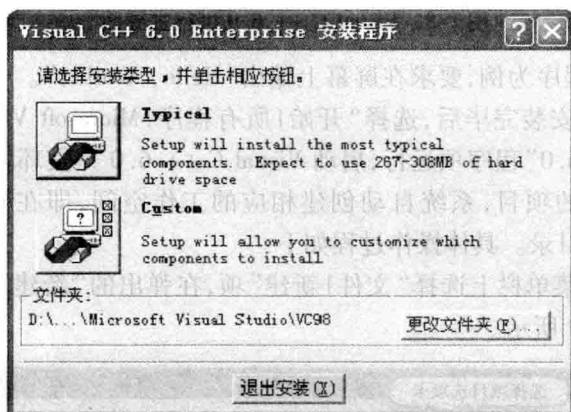 Visual C++ 6.0 Enterprise 安装程序
请选择安装类型，并单击相应按钮。
Typical
Setup will install the most typical
components. Expect to use 267-308MB of hard
drive space
Custom
Setup will allow you to customize which
components to install
文件夹:
D:\...\Microsoft Visual Studio\VC98
更改文件夹(F)...
退出安装(X)